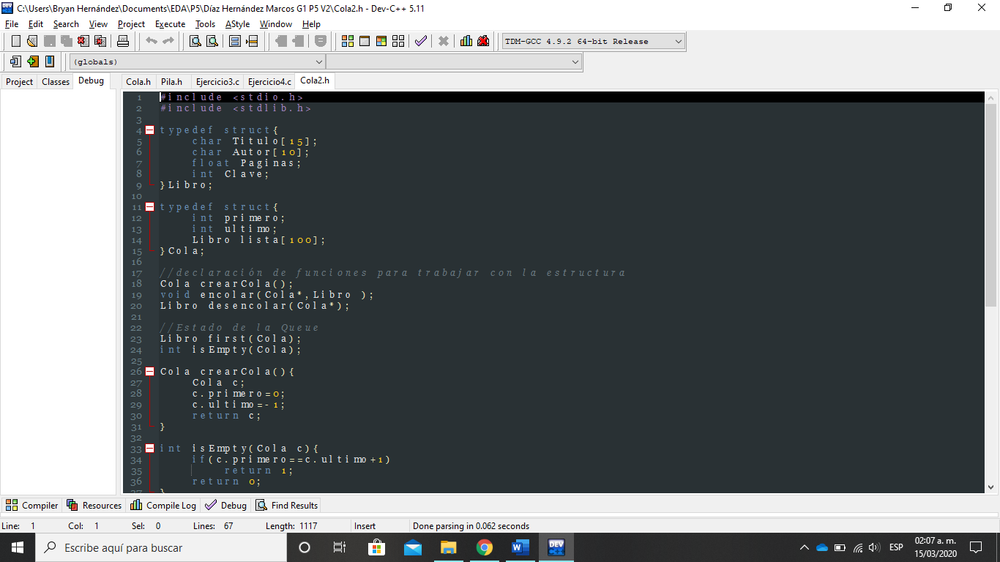 C:\Users\Bryan Hernández\Documents\EDA\P5\Díaz Hernández Marcos G1 P5 V2\Cola2.h - Dev-C++ 5.11
File Edit Search View Project Execute Tools AStyle Window Help
TDM-GCC 4.9.2 64-bit Release
(globals)
Project Classes Debug Cola.h Pila.h Ejercicio3.c Ejercicio4.c Cola2.h
1 #include <stdio.h>
2 #include <stdlib.h>
3
4 typedef struct{
5 char Titulo[15];
6 char Autor[10];
7 float Paginas;
8 int Clave;
9 }Libro;
10
11 typedef struct{
12 int primero;
13 int ultimo;
14 Libro lista[100];
15 }Cola;
16
17 //declaración de funciones para trabajar con la estructura
18 Cola crearCola();
19 void encolar(Cola*,Libro );
20 Libro desencolar(Cola*);
21
22 //Estado de la Queue
23 Libro first(Cola);
24 int isEmpty(Cola);
25
26 Cola crearCola(){
27 Cola c;
28 c.primero=0;
29 c.ultimo=-1;
30 return c;
31 }
32
33 int isEmpty(Cola c){
34 if(c.primero==c.ultimo+1)
35 return 1;
36 return 0;
37 }
Compiler Resources Compile Log Debug Find Results
Line: 1 Col: 1 Sel: 0 Lines: 67 Length: 1117 Insert Done parsing in 0.062 seconds
Escribe aquí para buscar
DEV
ESP
02:07 a. m.
15/03/2020